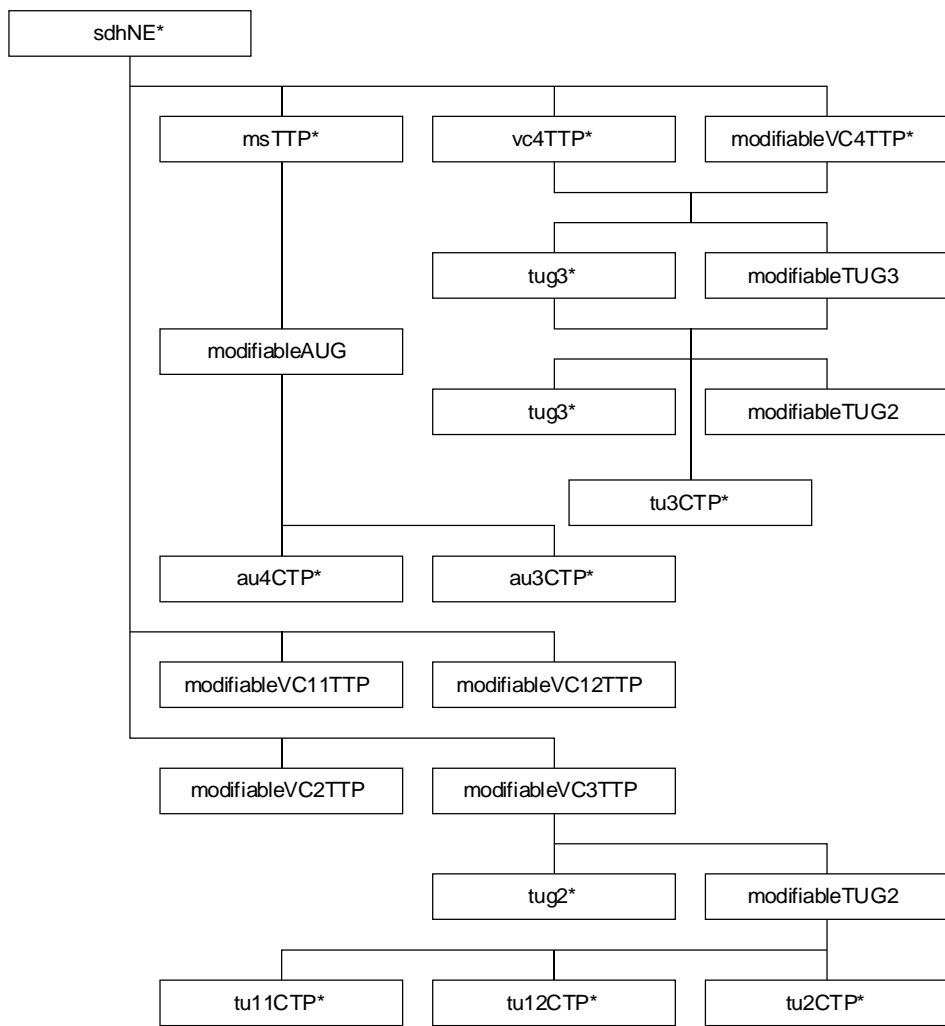 sdhNE*
msTTP*
vc4TTP*
modifiableVC4TTP*
tug3*
modifiableTUG3
modifiableAUG
tug3*
modifiableTUG2
tu3CTP*
au4CTP*
au3CTP*
modifiableVC11TTP
modifiableVC12TTP
modifiableVC2TTP
modifiableVC3TTP
tug2*
modifiableTUG2
tu11CTP*
tu12CTP*
tu2CTP*